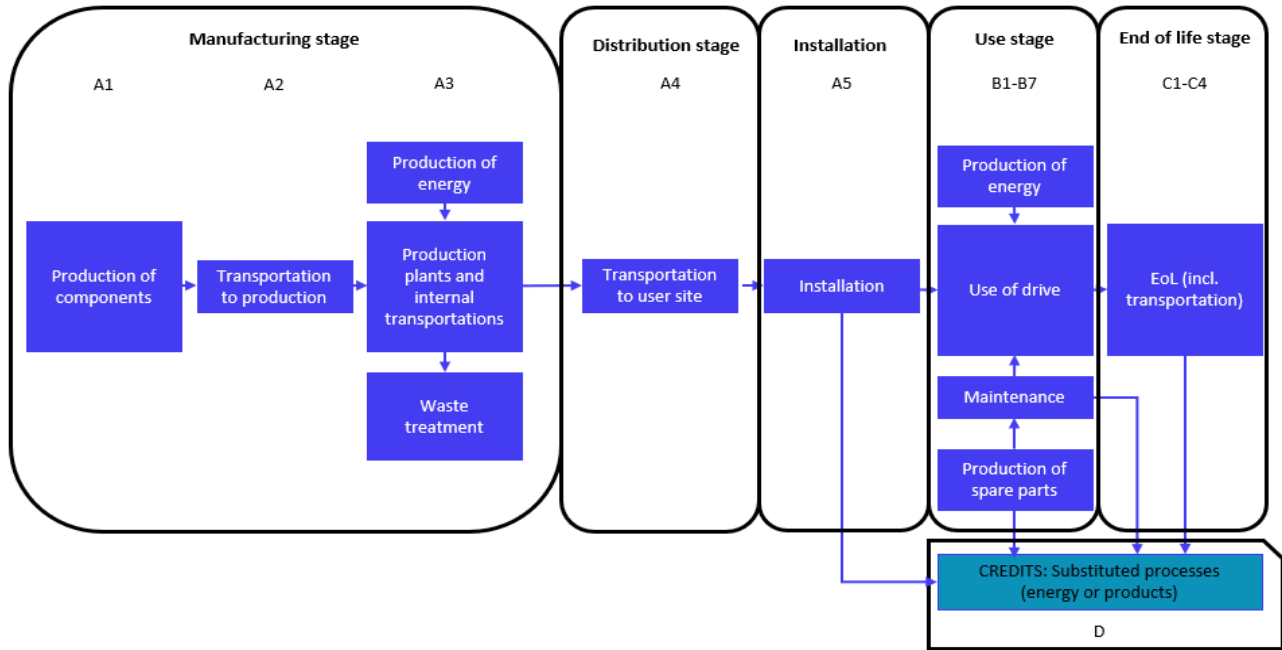 Manufacturing stage
Distribution stage
Installation
Use stage
End of life stage
A1
A2
A3
A4
A5
B1-B7
C1-C4
Production of
energy
Production of
energy
Production of
components
Transportation
to production
Production
plants and
internal
transportations
Transportation
to user site
Installation
Use of drive
EoL (incl.
transportation)
Waste
treatment
Maintenance
Production of
spare parts
CREDITS: Substituted processes
(energy or products)
D